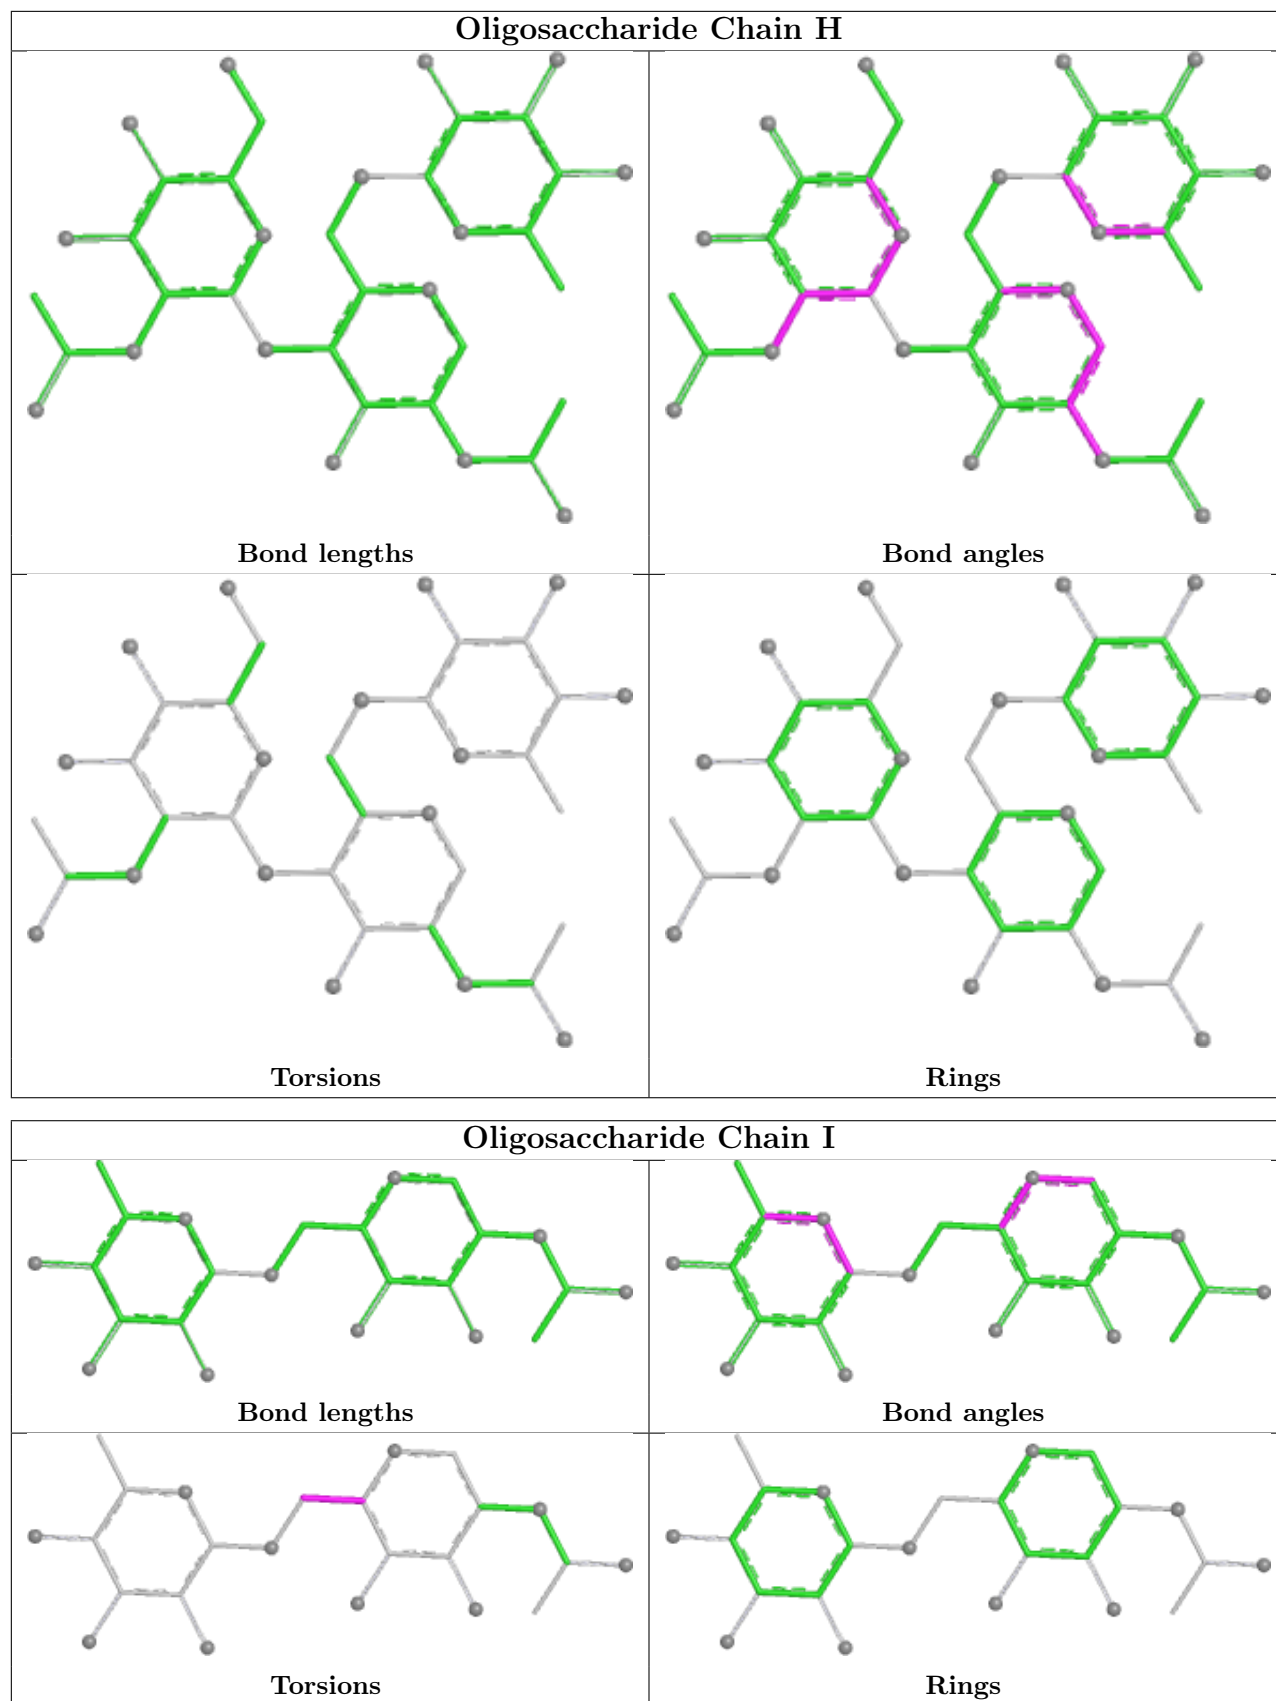 Oligosaccharide Chain H
Bond lengths
Bond angles
Torsions
Rings
Oligosaccharide Chain I
Bond lengths
Bond angles
Torsions
Rings